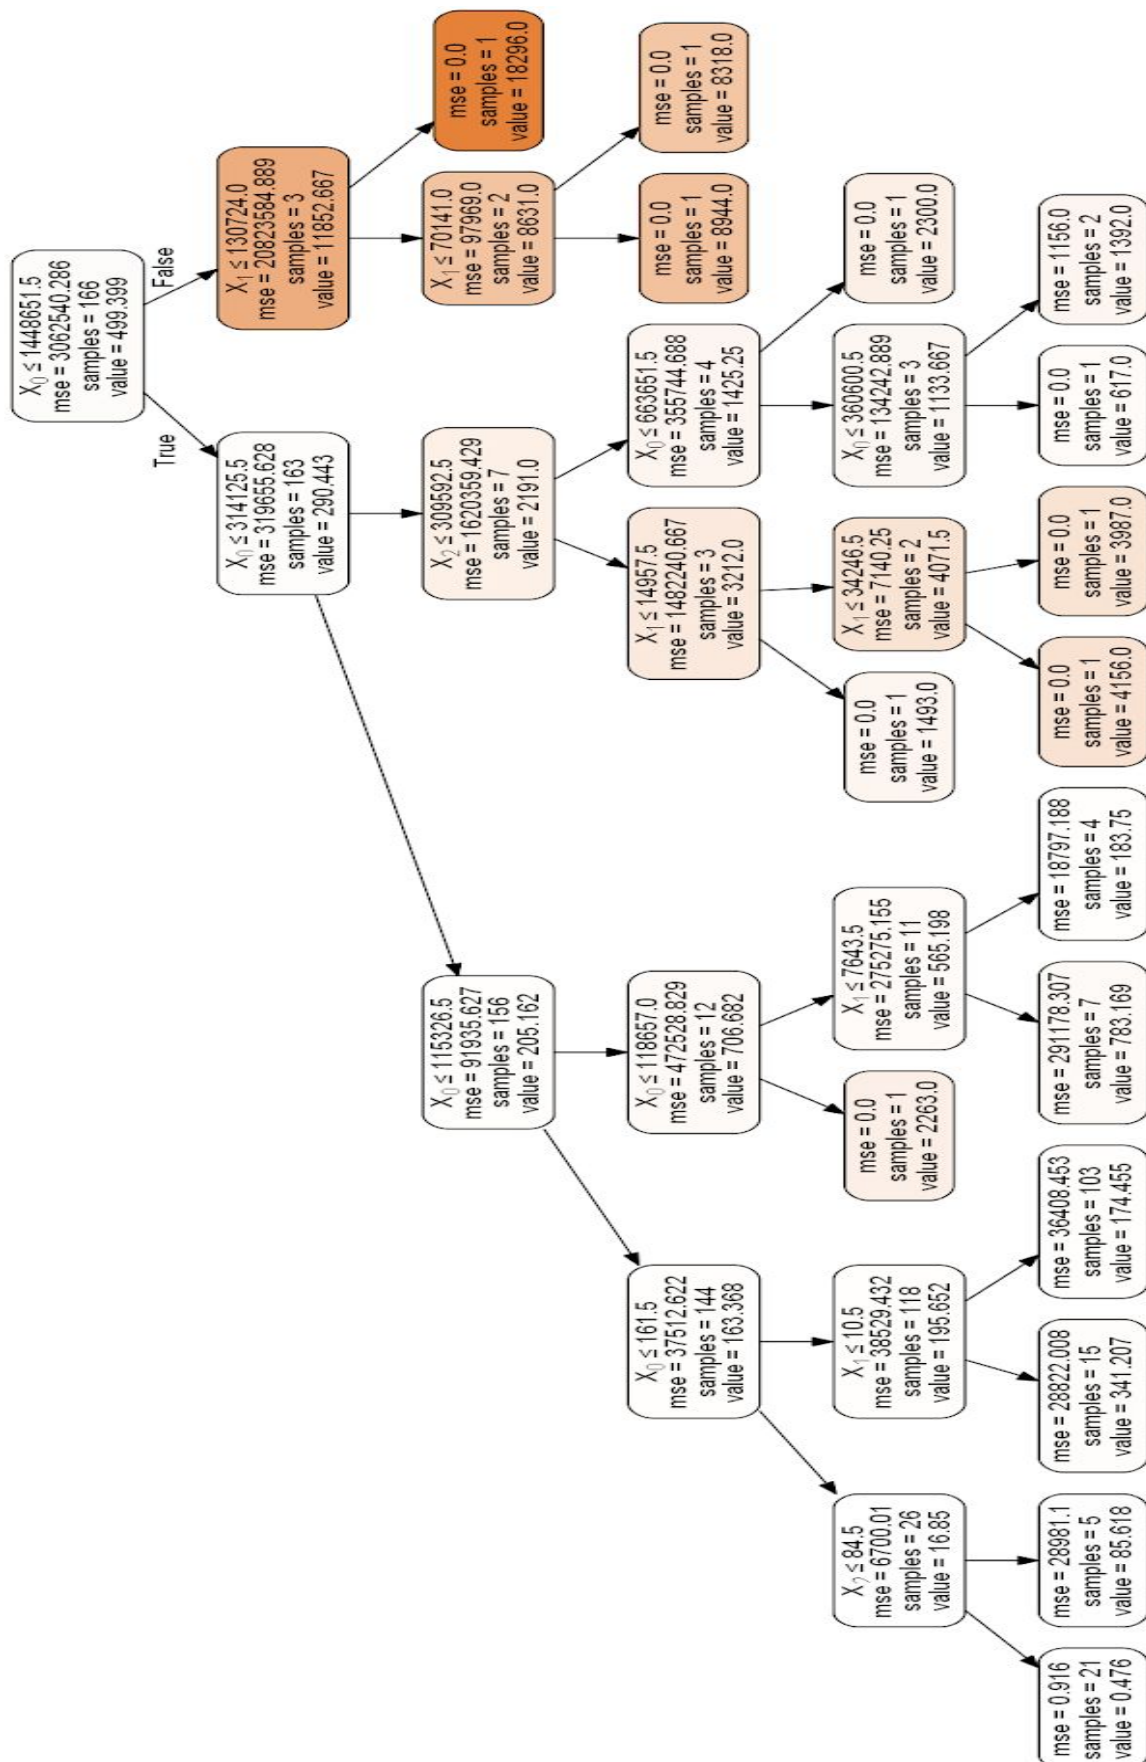 X₀ ≤ 1448651.5
mse = 3062540.286
samples = 166
value = 499.399
True
False
X₀ ≤ 314125.5
mse = 319655.628
samples = 163
value = 290.443
X₁ ≤ 130724.0
mse = 20823584.889
samples = 3
value = 11852.667
X₀ ≤ 115326.5
mse = 91935.627
samples = 156
value = 205.162
X₂ ≤ 309592.5
mse = 1620359.429
samples = 7
value = 2191.0
X₁ ≤ 70141.0
mse = 97969.0
samples = 2
value = 8631.0
mse = 0.0
samples = 1
value = 18296.0
X₀ ≤ 161.5
mse = 37512.622
samples = 144
value = 163.368
X₀ ≤ 118657.0
mse = 472528.829
samples = 12
value = 706.682
X₁ ≤ 14957.5
mse = 1482240.667
samples = 3
value = 3212.0
X₀ ≤ 663651.5
mse = 355744.688
samples = 4
value = 1425.25
mse = 0.0
samples = 1
value = 8944.0
mse = 0.0
samples = 1
value = 8318.0
X₂ ≤ 84.5
mse = 6700.01
samples = 26
value = 16.85
X₁ ≤ 10.5
mse = 38529.432
samples = 118
value = 195.652
mse = 0.0
samples = 1
value = 2263.0
X₁ ≤ 7643.5
mse = 275275.155
samples = 11
value = 565.198
mse = 0.0
samples = 1
value = 1493.0
X₁ ≤ 34246.5
mse = 7140.25
samples = 2
value = 4071.5
X₀ ≤ 360600.5
mse = 134242.889
samples = 3
value = 1133.667
mse = 0.0
samples = 1
value = 2300.0
mse = 0.916
samples = 21
value = 0.476
mse = 28981.1
samples = 5
value = 85.618
mse = 28822.008
samples = 15
value = 341.207
mse = 36408.453
samples = 103
value = 174.455
mse = 291178.307
samples = 7
value = 783.169
mse = 18797.188
samples = 4
value = 183.75
mse = 0.0
samples = 1
value = 4156.0
mse = 0.0
samples = 1
value = 3987.0
mse = 0.0
samples = 1
value = 617.0
mse = 1156.0
samples = 2
value = 1392.0